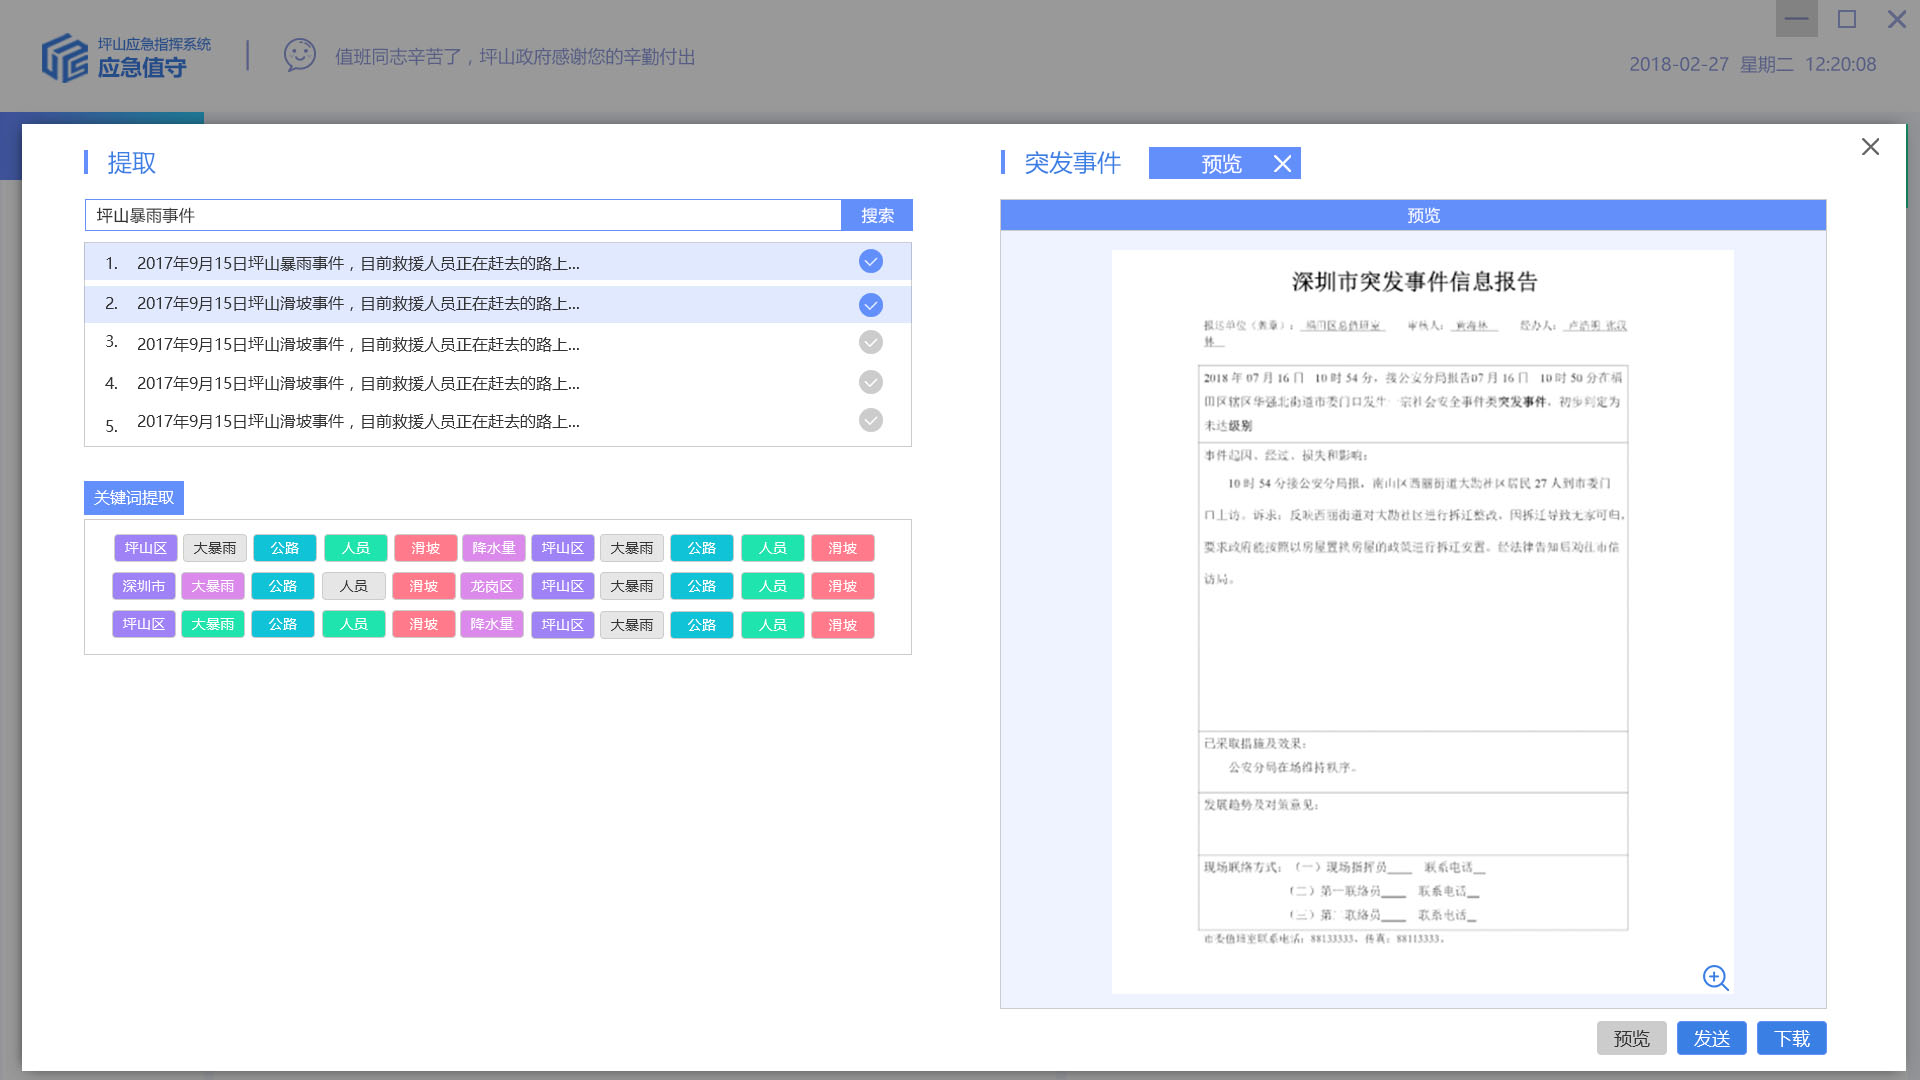 坪山应急指挥系统
应急值守
值班同志辛苦了，坪山政府感谢您的辛勤付出
2018-02-27 星期二 12:20:08
提取
坪山暴雨事件
搜索
1. 2017年9月15日坪山暴雨事件，目前救援人员正在赶去的路上...
2. 2017年9月15日坪山滑坡事件，目前救援人员正在赶去的路上...
3. 2017年9月15日坪山滑坡事件，目前救援人员正在赶去的路上...
4. 2017年9月15日坪山滑坡事件，目前救援人员正在赶去的路上...
5. 2017年9月15日坪山滑坡事件，目前救援人员正在赶去的路上...
关键词提取
坪山区 大暴雨 公路 人员 滑坡 降水量 坪山区 大暴雨 公路 人员 滑坡
深圳市 大暴雨 公路 人员 滑坡 龙岗区 坪山区 大暴雨 公路 人员 滑坡
坪山区 大暴雨 公路 人员 滑坡 降水量 坪山区 大暴雨 公路 人员 滑坡
突发事件
预览
预览
深圳市突发事件信息报告
报送单位（盖章）：福田区总值班室 审核人：黄海林 经办人：
林
2018 年 07 月 16 日 10 时 54 分，接公安分局报告07 月 16 日 10 时 50 分在福
田区辖区华强北街道市委门口发生一宗社会安全事件类突发事件，初步判定为
未达级别
事件起因、经过、损失和影响：
10 时 54 分接公安分局报，南山区西丽街道大勘社区居民 27 人到市委门
口上访。诉求：反映西丽街道对大勘社区进行拆迁整改，因拆迁导致无家可归，
要求政府能按照以房屋置换房屋的政策进行拆迁安置。经法律告知后劝往市信
访局。
已采取措施及效果：
公安分局在场维持秩序。
发展趋势及对策意见：
现场联络方式：（一）现场指挥员____ 联系电话__
（二）第一联络员____ 联系电话__
（三）第二联络员____ 联系电话__
市委值班室联系电话：88133333，传真：88113333。
预览
发送
下载